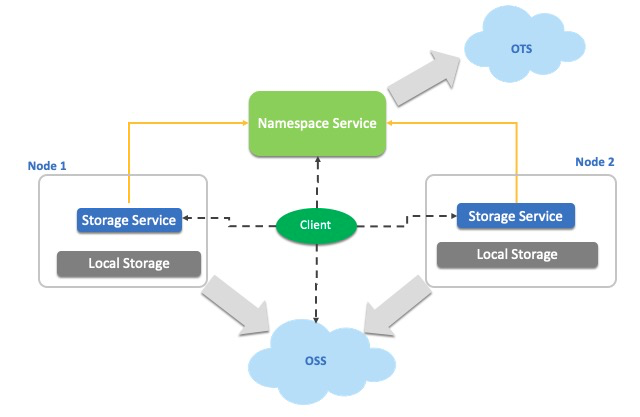 OTS
Namespace Service
Node 1
Node 2
Storage Service
Storage Service
Client
Local Storage
Local Storage
OSS